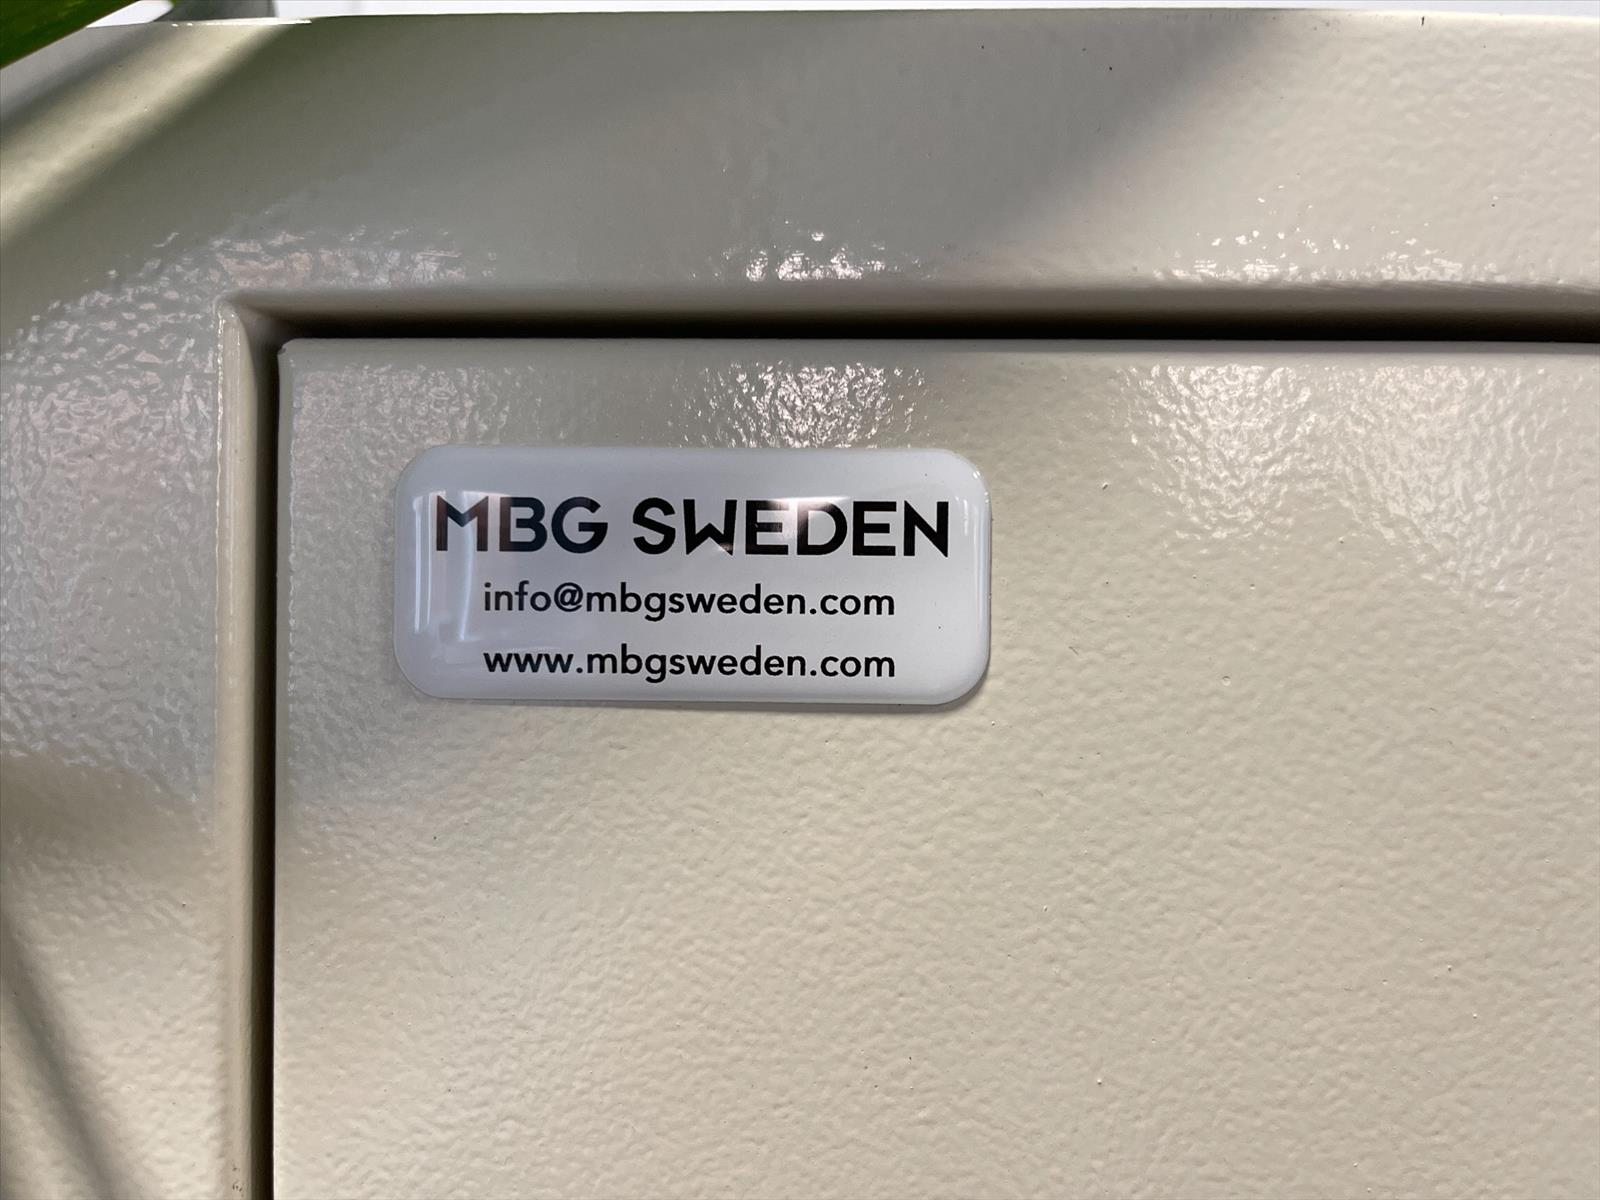 MBG SWEDEN
info@mbgsweden.com
www.mbgsweden.com